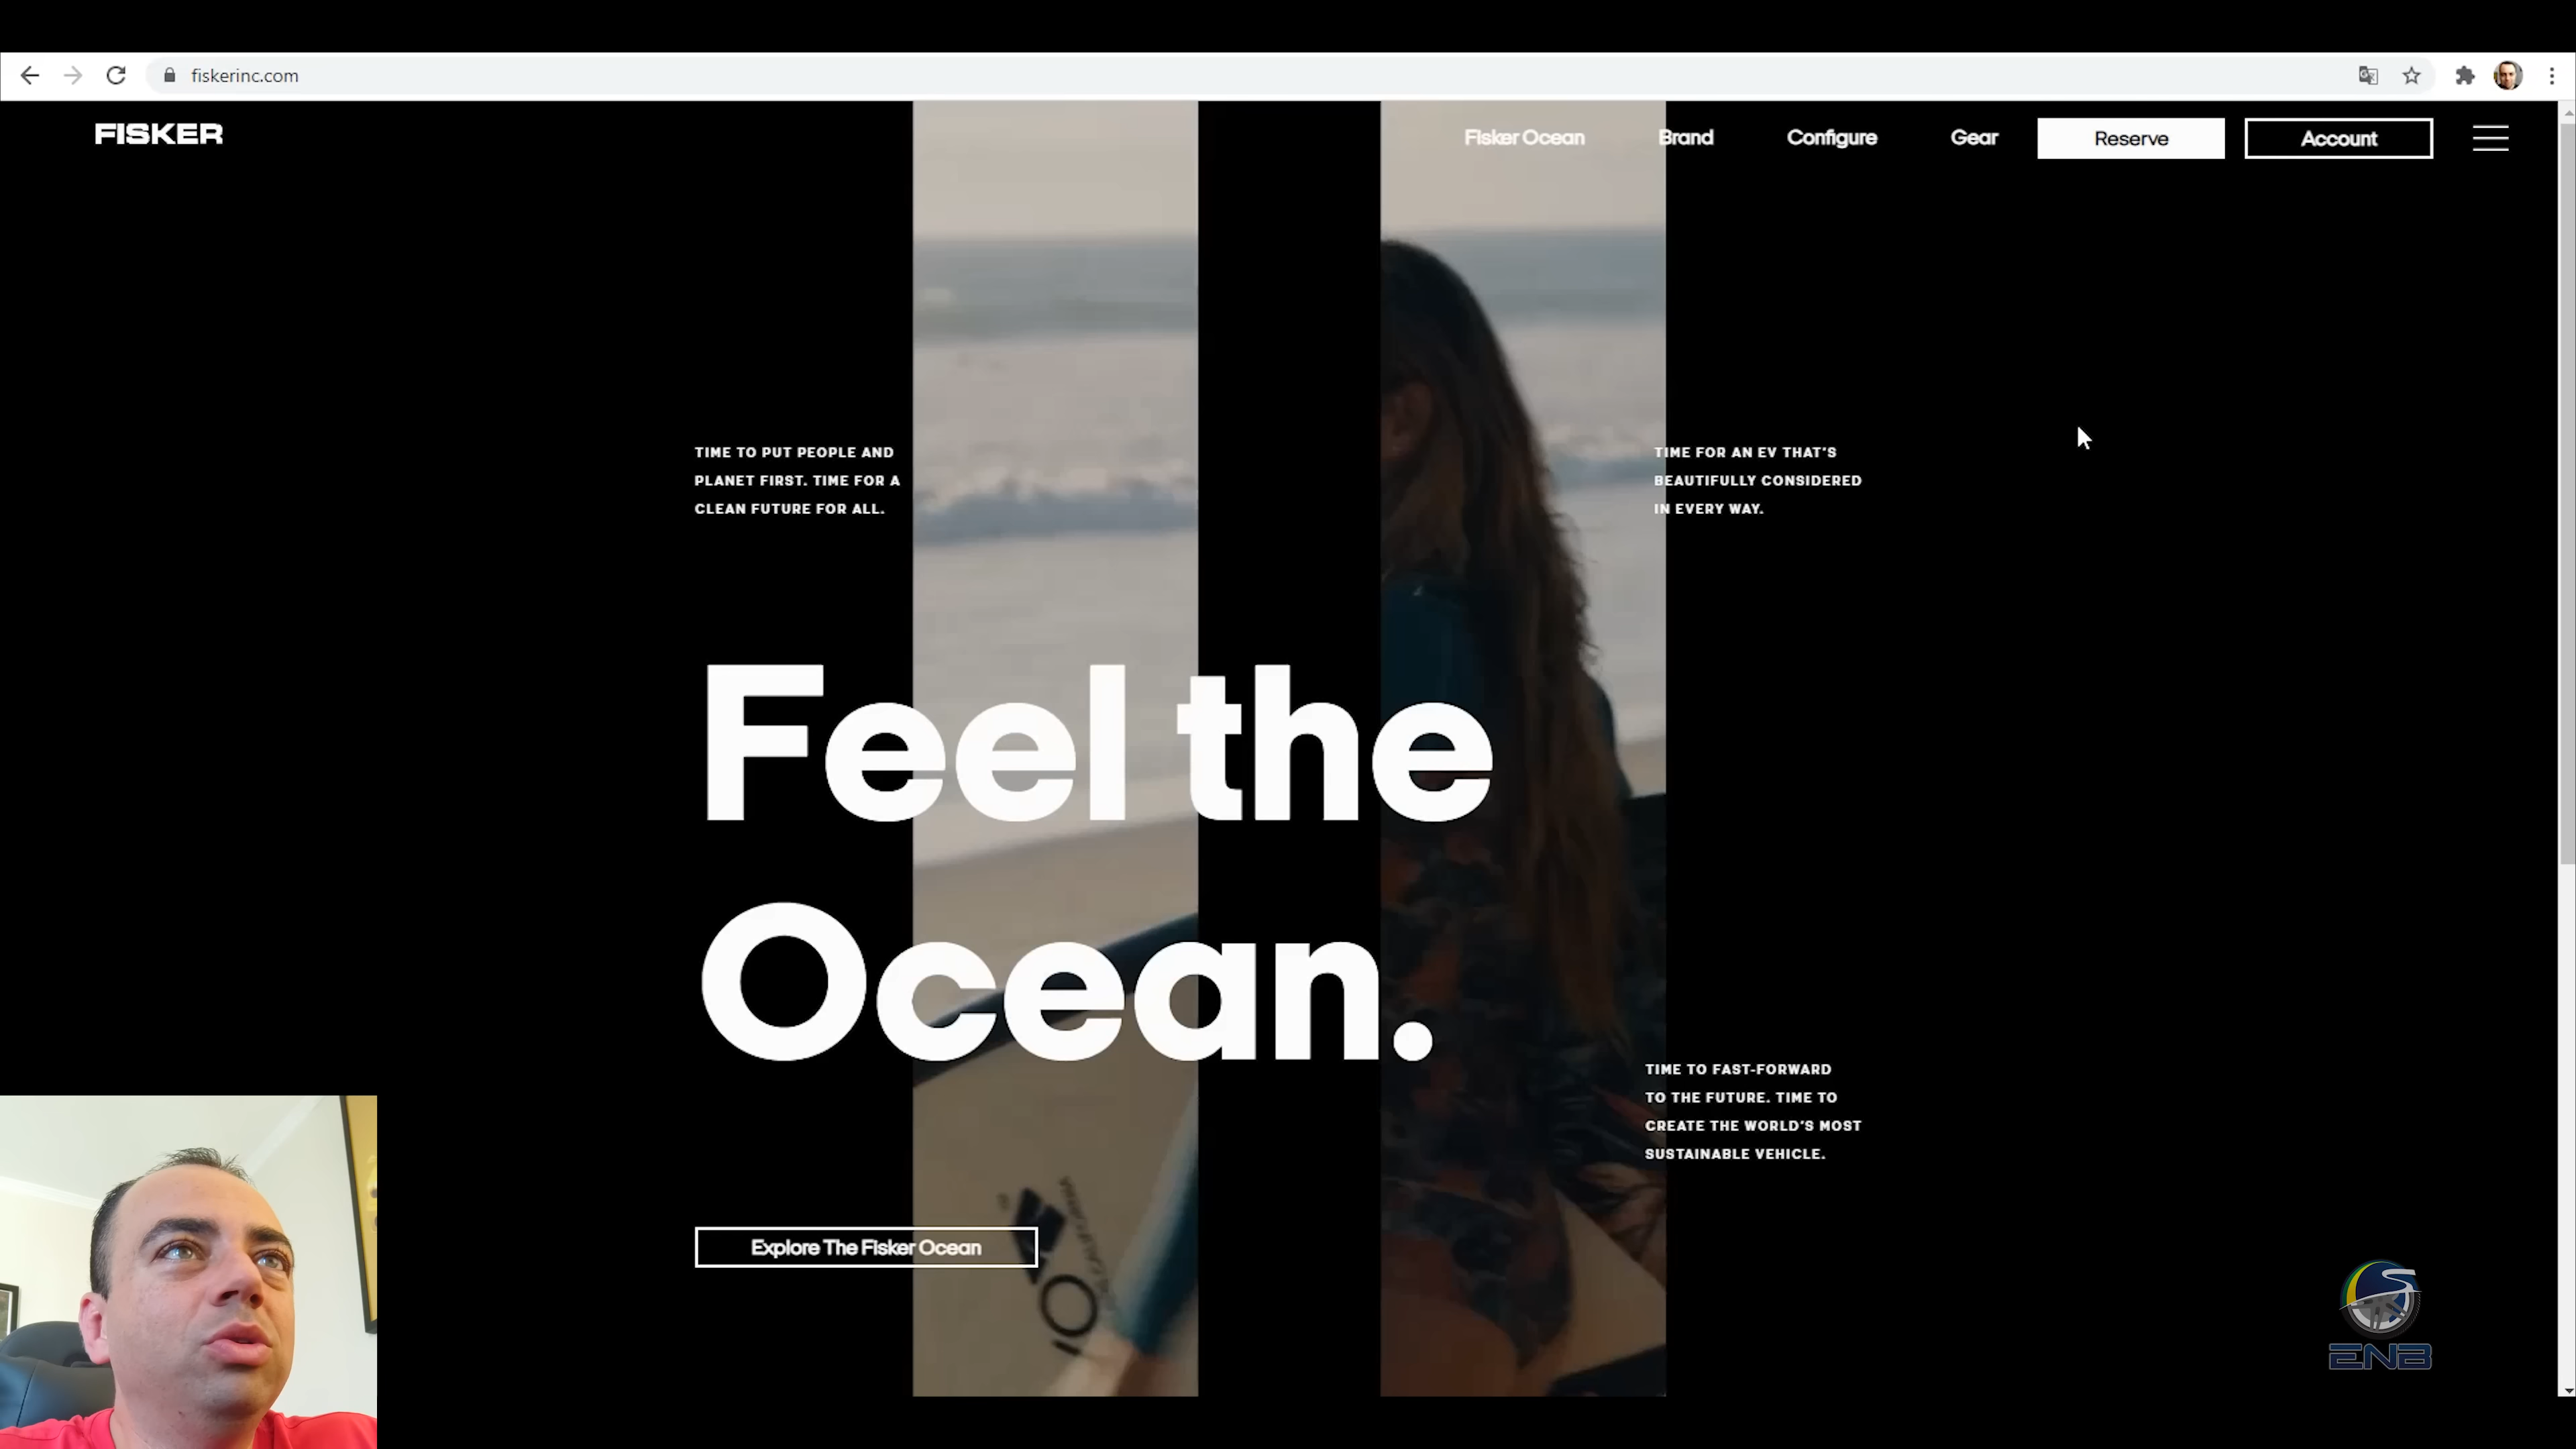 fiskerinc.com
FISKER
Fisker Ocean
Brand
Configure
Gear
Reserve
Account
TIME TO PUT PEOPLE AND
PLANET FIRST. TIME FOR A
CLEAN FUTURE FOR ALL.
TIME FOR AN EV THAT'S
BEAUTIFULLY CONSIDERED
IN EVERY WAY.
Feel the
Ocean.
TIME TO FAST-FORWARD
TO THE FUTURE. TIME TO
CREATE THE WORLD'S MOST
SUSTAINABLE VEHICLE.
Explore The Fisker Ocean
ENB